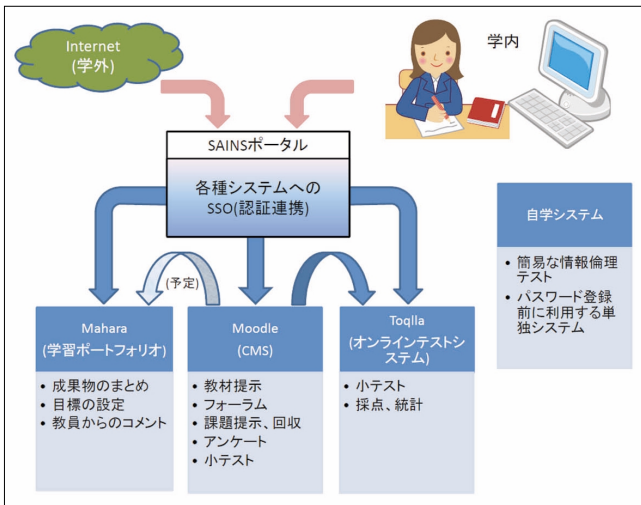 Internet
(学外)
学内
SAINSポータル
各種システムへの
SSO(認証連携)
(予定)
Mahara
(学習ポートフォリオ)
• 成果物のまとめ
• 目標の設定
• 教員からのコメント
Moodle
(CMS)
• 教材提示
• フォーラム
• 課題提示、回収
• アンケート
• 小テスト
Toqlla
(オンラインテストシ
ステム)
• 小テスト
• 採点、統計
自学システム
• 簡易な情報倫理
テスト
• パスワード登録
前に利用する単
独システム